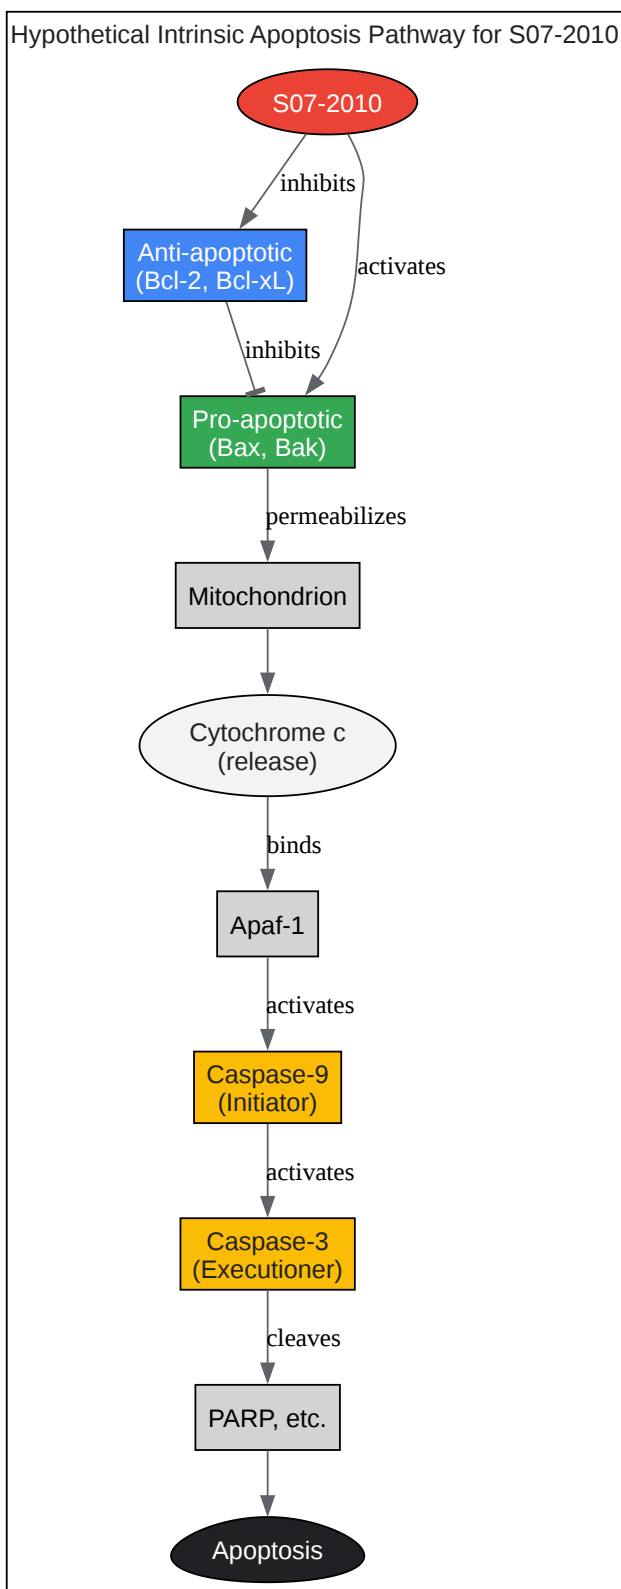 Hypothetical Intrinsic Apoptosis Pathway for S07-2010
S07-2010
inhibits
activates
Anti-apoptotic
(Bcl-2, Bcl-xL)
inhibits
Pro-apoptotic
(Bax, Bak)
permeabilizes
Mitochondrion
Cytochrome c
(release)
binds
Apaf-1
activates
Caspase-9
(Initiator)
activates
Caspase-3
(Executioner)
cleaves
PARP, etc.
Apoptosis